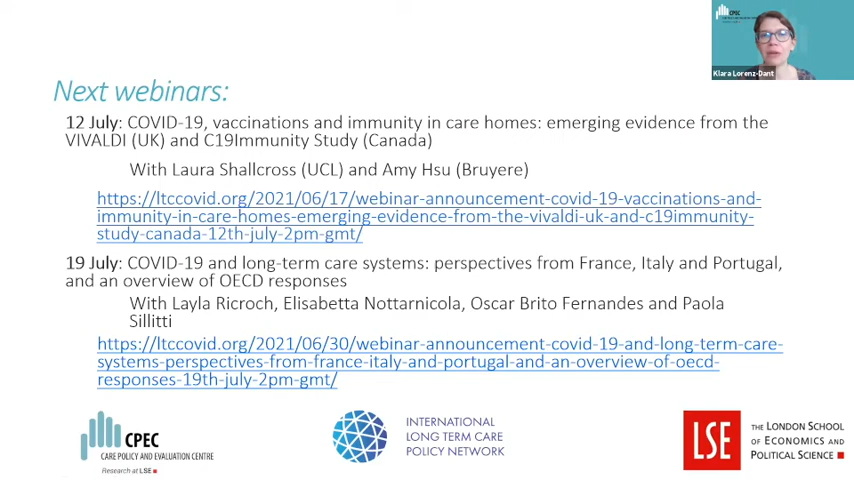 CPEC
Klara Lorenz-Dant
Next webinars:
12 July: COVID-19, vaccinations and immunity in care homes: emerging evidence from the
VIVALDI (UK) and C19Immunity Study (Canada)
With Laura Shallcross (UCL) and Amy Hsu (Bruyere)
https://ltccovid.org/2021/06/17/webinar-announcement-covid-19-vaccinations-and-
immunity-in-care-homes-emerging-evidence-from-the-vivaldi-uk-and-c19immunity-
study-canada-12th-july-2pm-gmt/
19 July: COVID-19 and long-term care systems: perspectives from France, Italy and Portugal,
and an overview of OECD responses
With Layla Ricroch, Elisabetta Nottarnicola, Oscar Brito Fernandes and Paola
Sillitti
https://ltccovid.org/2021/06/30/webinar-announcement-covid-19-and-long-term-care-
systems-perspectives-from-france-italy-and-portugal-and-an-overview-of-oecd-
responses-19th-july-2pm-gmt/
CPEC
CARE POLICY AND EVALUATION CENTRE
Research at LSE
INTERNATIONAL
LONG TERM CARE
POLICY NETWORK
LSE
THE LONDON SCHOOL
OF ECONOMICS AND
POLITICAL SCIENCE